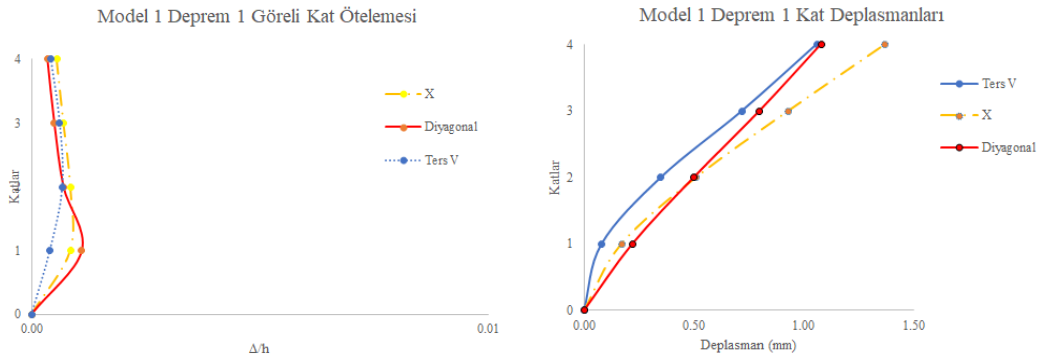 Model 1 Deprem 1 Göreli Kat Ötelemesi
4
3
2
1
0
Katlar
0.00
0.01
Δ/h
X
Diyagonal
Ters V
Model 1 Deprem 1 Kat Deplasmanları
4
3
2
1
0
Katlar
0.00
0.50
1.00
1.50
Deplasman (mm)
Ters V
X
Diyagonal